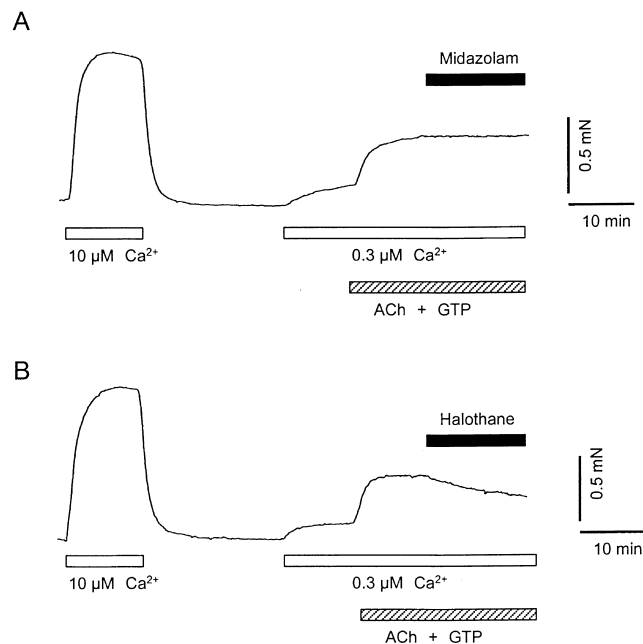 A
Midazolam
0.5 mN
10 min
10 µM Ca²⁺
0.3 µM Ca²⁺
ACh + GTP
B
Halothane
0.5 mN
10 min
10 µM Ca²⁺
0.3 µM Ca²⁺
ACh + GTP